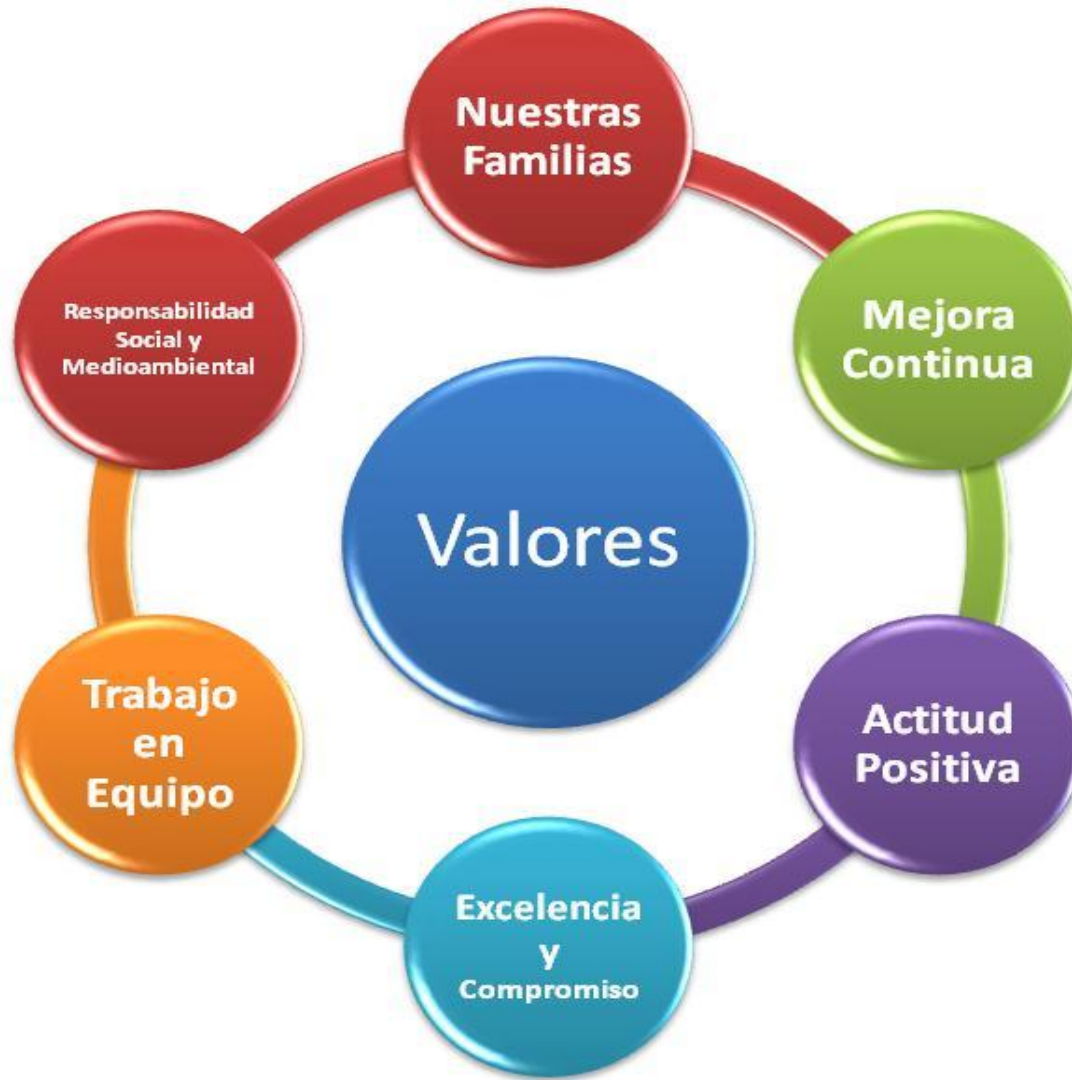 Nuestras
Familias
Mejora
Continua
Actitud
Positiva
Excelencia
y
Compromiso
Trabajo
en
Equipo
Responsabilidad
Social y
Medioambiental
Valores